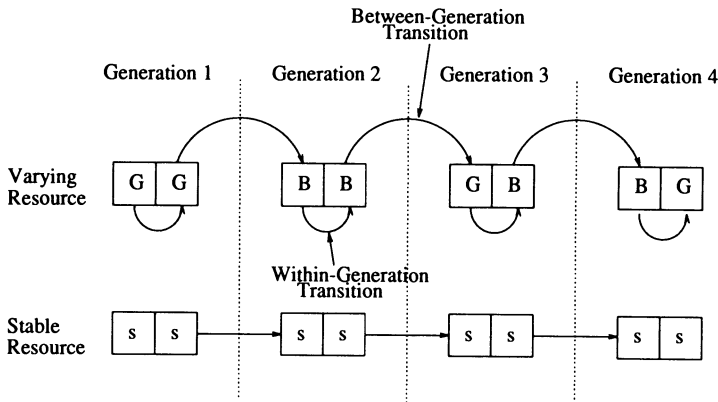 Between-Generation
Transition
Generation 1 Generation 2 Generation 3 Generation 4
Varying
Resource
G G B B G B B G
Within-Generation
Transition
Stable
Resource
s s s s s s s s